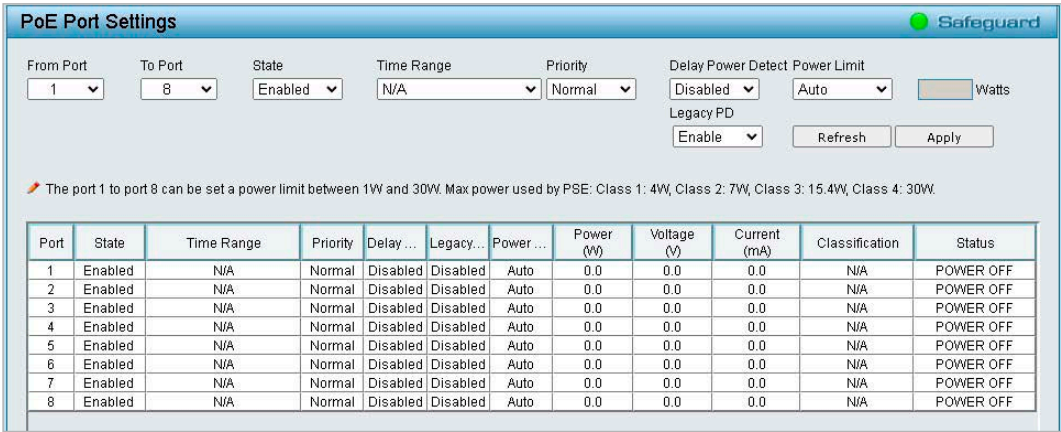 PoE Port Settings Safeguard
From Port To Port State Time Range Priority Delay Power Detect Power Limit
1 8 Enabled N/A Normal Disabled Auto Watts
Legacy PD
Enable Refresh Apply
The port 1 to port 8 can be set a power limit between 1W and 30W. Max power used by PSE: Class 1: 4W, Class 2: 7W, Class 3: 15.4W, Class 4: 30W.
Port State Time Range Priority Delay ... Legacy... Power ... Power (W) Voltage (V) Current (mA) Classification Status
1 Enabled N/A Normal Disabled Disabled Auto 0.0 0.0 0.0 N/A POWER OFF
2 Enabled N/A Normal Disabled Disabled Auto 0.0 0.0 0.0 N/A POWER OFF
3 Enabled N/A Normal Disabled Disabled Auto 0.0 0.0 0.0 N/A POWER OFF
4 Enabled N/A Normal Disabled Disabled Auto 0.0 0.0 0.0 N/A POWER OFF
5 Enabled N/A Normal Disabled Disabled Auto 0.0 0.0 0.0 N/A POWER OFF
6 Enabled N/A Normal Disabled Disabled Auto 0.0 0.0 0.0 N/A POWER OFF
7 Enabled N/A Normal Disabled Disabled Auto 0.0 0.0 0.0 N/A POWER OFF
8 Enabled N/A Normal Disabled Disabled Auto 0.0 0.0 0.0 N/A POWER OFF